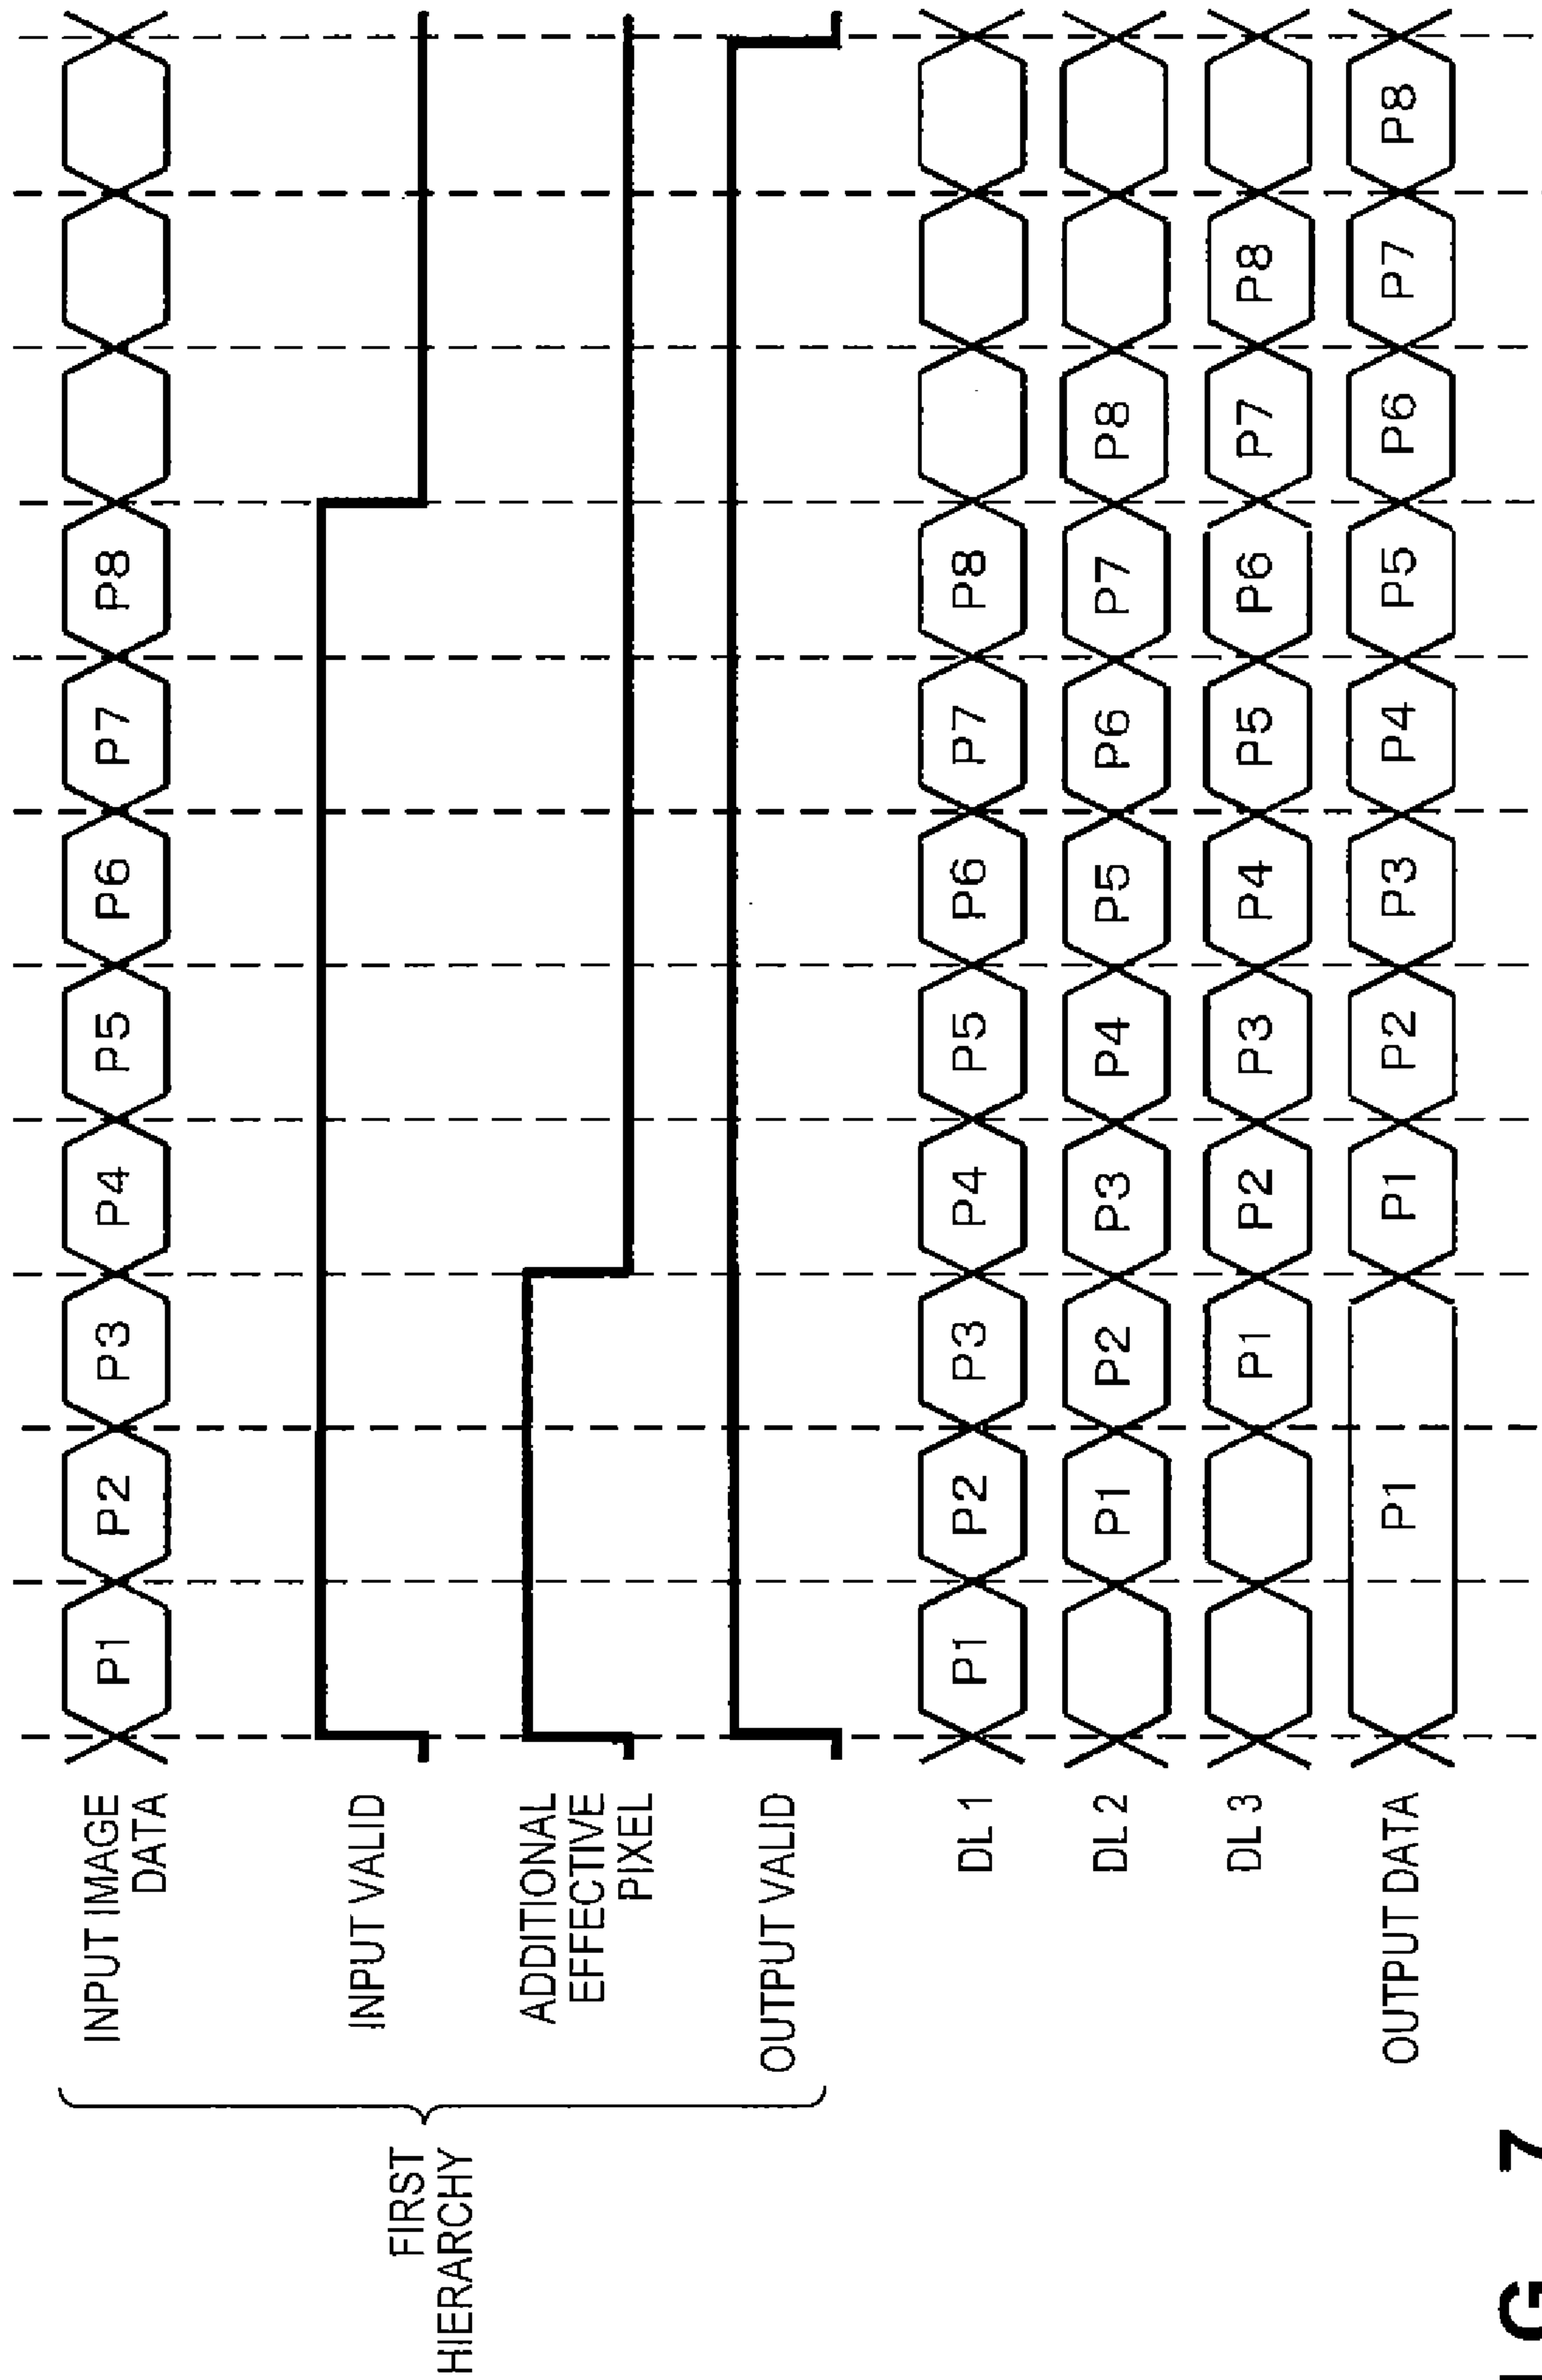 INPUT IMAGE
DATA
P1 P2 P3 P4 P5 P6 P7 P8
FIRST
HIERARCHY
INPUT VALID
ADDITIONAL
EFFECTIVE
PIXEL
OUTPUT VALID
DL 1
P1 P2 P3 P4 P5 P6 P7 P8
DL 2
P1 P2 P3 P4 P5 P6 P7 P8
DL 3
P1 P2 P3 P4 P5 P6 P7 P8
OUTPUT DATA
P1 P1 P2 P3 P4 P5 P6 P7 P8
IG 7